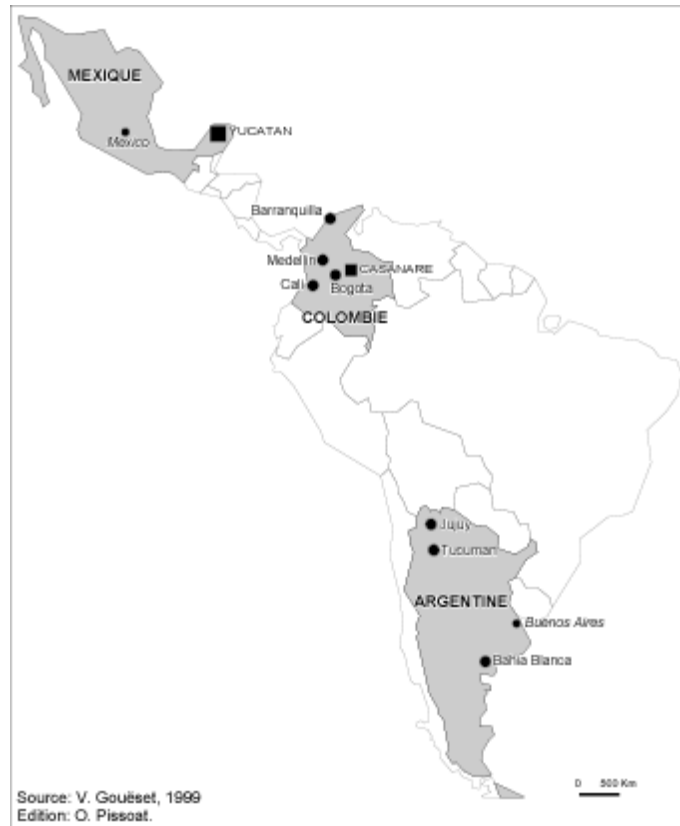 MEXIQUE
Mexico
YUCATAN
Barranquilla
Medellin
CASANARE
Cali
Bogota
COLOMBIE
Jujuy
Tucuman
ARGENTINE
Buenos Aires
Bahia Blanca
0 500 Km
Source: V. Gouëset, 1999
Edition: O. Pissoat.